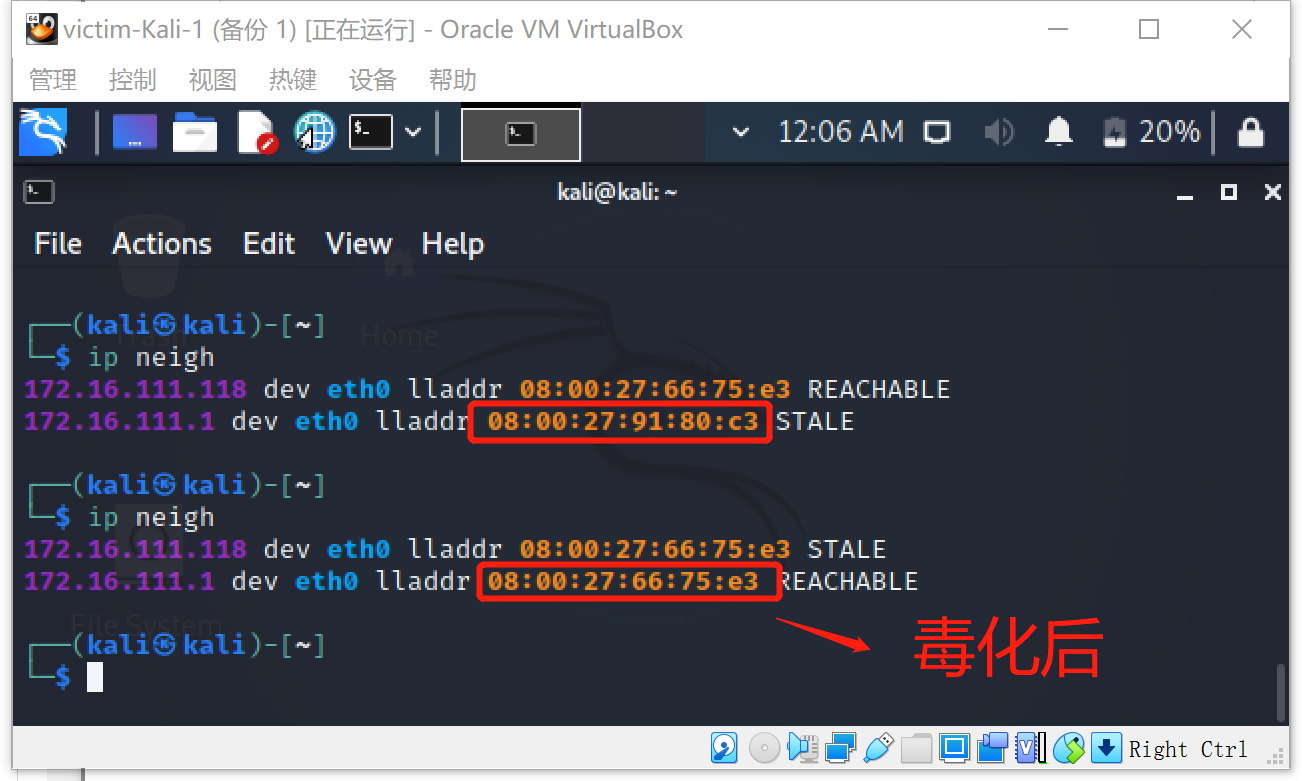 victim-Kali-1 (备份 1) [正在运行] - Oracle VM VirtualBox
管理 控制 视图 热键 设备 帮助
12:06 AM 20%
kali@kali: ~
File Actions Edit View Help
Trash
Home
┌──(kali㉿kali)-[~]
└─$ ip neigh
172.16.111.118 dev eth0 lladdr 08:00:27:66:75:e3 REACHABLE
172.16.111.1 dev eth0 lladdr 08:00:27:91:80:c3 STALE
┌──(kali㉿kali)-[~]
└─$ ip neigh
172.16.111.118 dev eth0 lladdr 08:00:27:66:75:e3 STALE
172.16.111.1 dev eth0 lladdr 08:00:27:66:75:e3 REACHABLE
毒化后
File System
┌──(kali㉿kali)-[~]
└─$
Right Ctrl